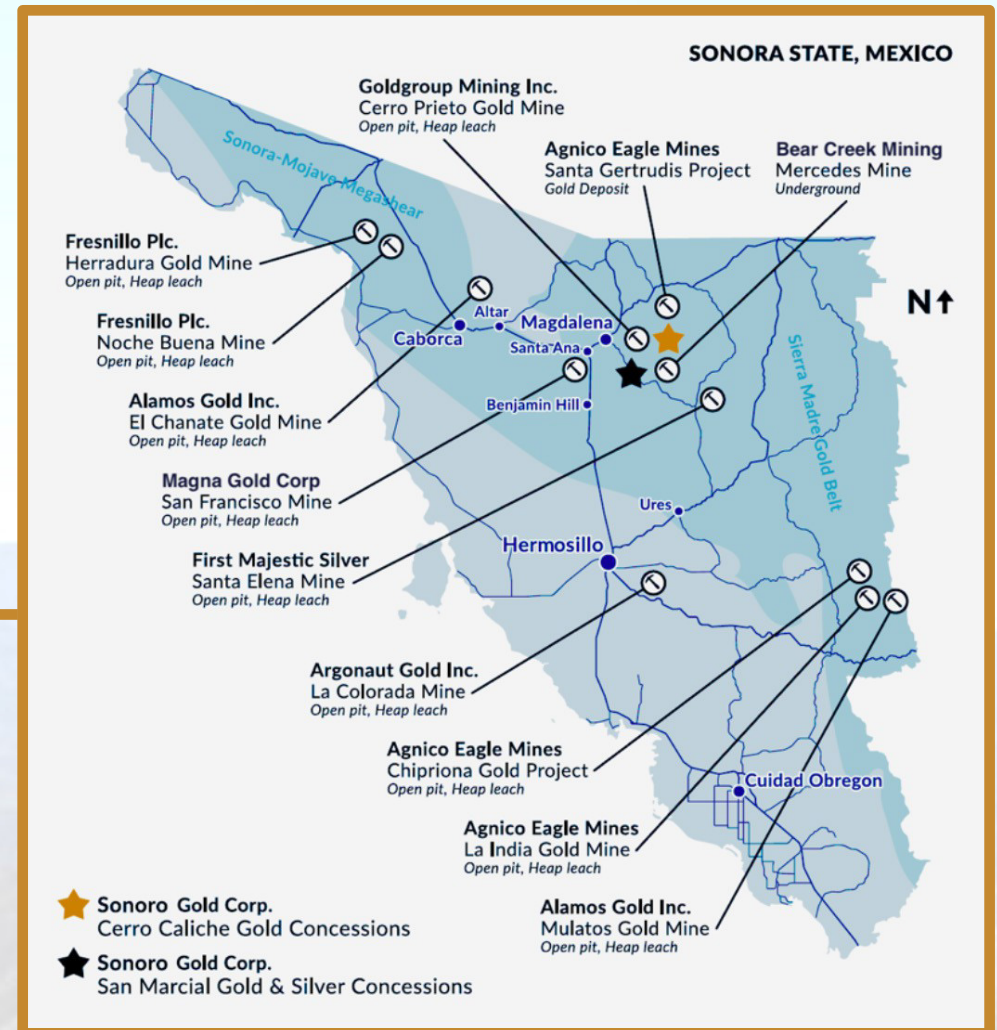 SONORA STATE, MEXICO
Goldgroup Mining Inc.
Cerro Prieto Gold Mine
Open pit, Heap leach
Agnico Eagle Mines
Santa Gertrudis Project
Gold Deposit
Bear Creek Mining
Mercedes Mine
Underground
Sonora-Mojave Megashear
Fresnillo Plc.
Herradura Gold Mine
Open pit, Heap leach
N
Fresnillo Plc.
Noche Buena Mine
Open pit, Heap leach
Altar
Caborca
Magdalena
Santa Ana
Benjamin Hill
Sierra Madre Gold Belt
Alamos Gold Inc.
El Chanate Gold Mine
Open pit, Heap leach
Magna Gold Corp
San Francisco Mine
Open pit, Heap leach
Ures
Hermosillo
First Majestic Silver
Santa Elena Mine
Open pit, Heap leach
Argonaut Gold Inc.
La Colorada Mine
Open pit, Heap leach
Agnico Eagle Mines
Chipriona Gold Project
Open pit, Heap leach
Cuidad Obregon
Agnico Eagle Mines
La India Gold Mine
Open pit, Heap leach
Alamos Gold Inc.
Mulatos Gold Mine
Open pit, Heap leach
Sonoro Gold Corp.
Cerro Caliche Gold Concessions
Sonoro Gold Corp.
San Marcial Gold & Silver Concessions